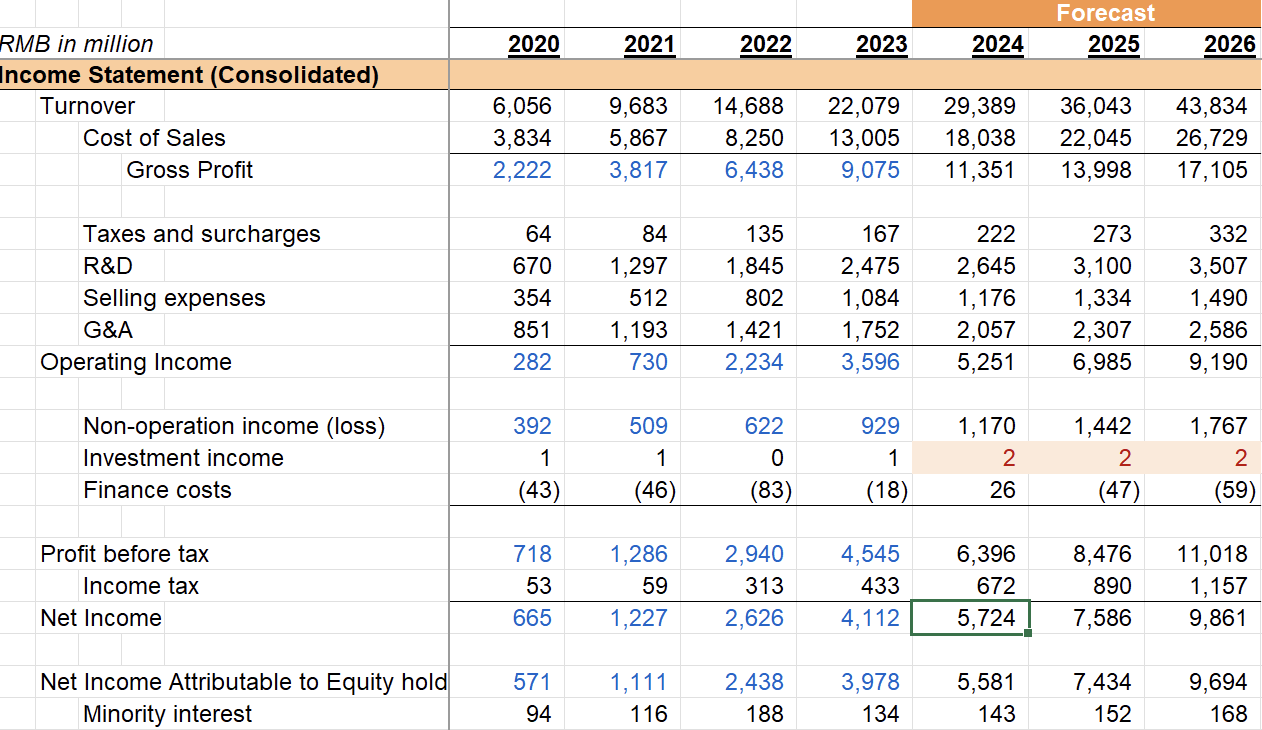 Forecast
RMB in million 2020 2021 2022 2023 2024 2025 2026
Income Statement (Consolidated)
Turnover 6,056 9,683 14,688 22,079 29,389 36,043 43,834
Cost of Sales 3,834 5,867 8,250 13,005 18,038 22,045 26,729
Gross Profit 2,222 3,817 6,438 9,075 11,351 13,998 17,105
Taxes and surcharges 64 84 135 167 222 273 332
R&D 670 1,297 1,845 2,475 2,645 3,100 3,507
Selling expenses 354 512 802 1,084 1,176 1,334 1,490
G&A 851 1,193 1,421 1,752 2,057 2,307 2,586
Operating Income 282 730 2,234 3,596 5,251 6,985 9,190
Non-operation income (loss) 392 509 622 929 1,170 1,442 1,767
Investment income 1 1 0 1 2 2 2
Finance costs (43) (46) (83) (18) 26 (47) (59)
Profit before tax 718 1,286 2,940 4,545 6,396 8,476 11,018
Income tax 53 59 313 433 672 890 1,157
Net Income 665 1,227 2,626 4,112 5,724 7,586 9,861
Net Income Attributable to Equity hold 571 1,111 2,438 3,978 5,581 7,434 9,694
Minority interest 94 116 188 134 143 152 168